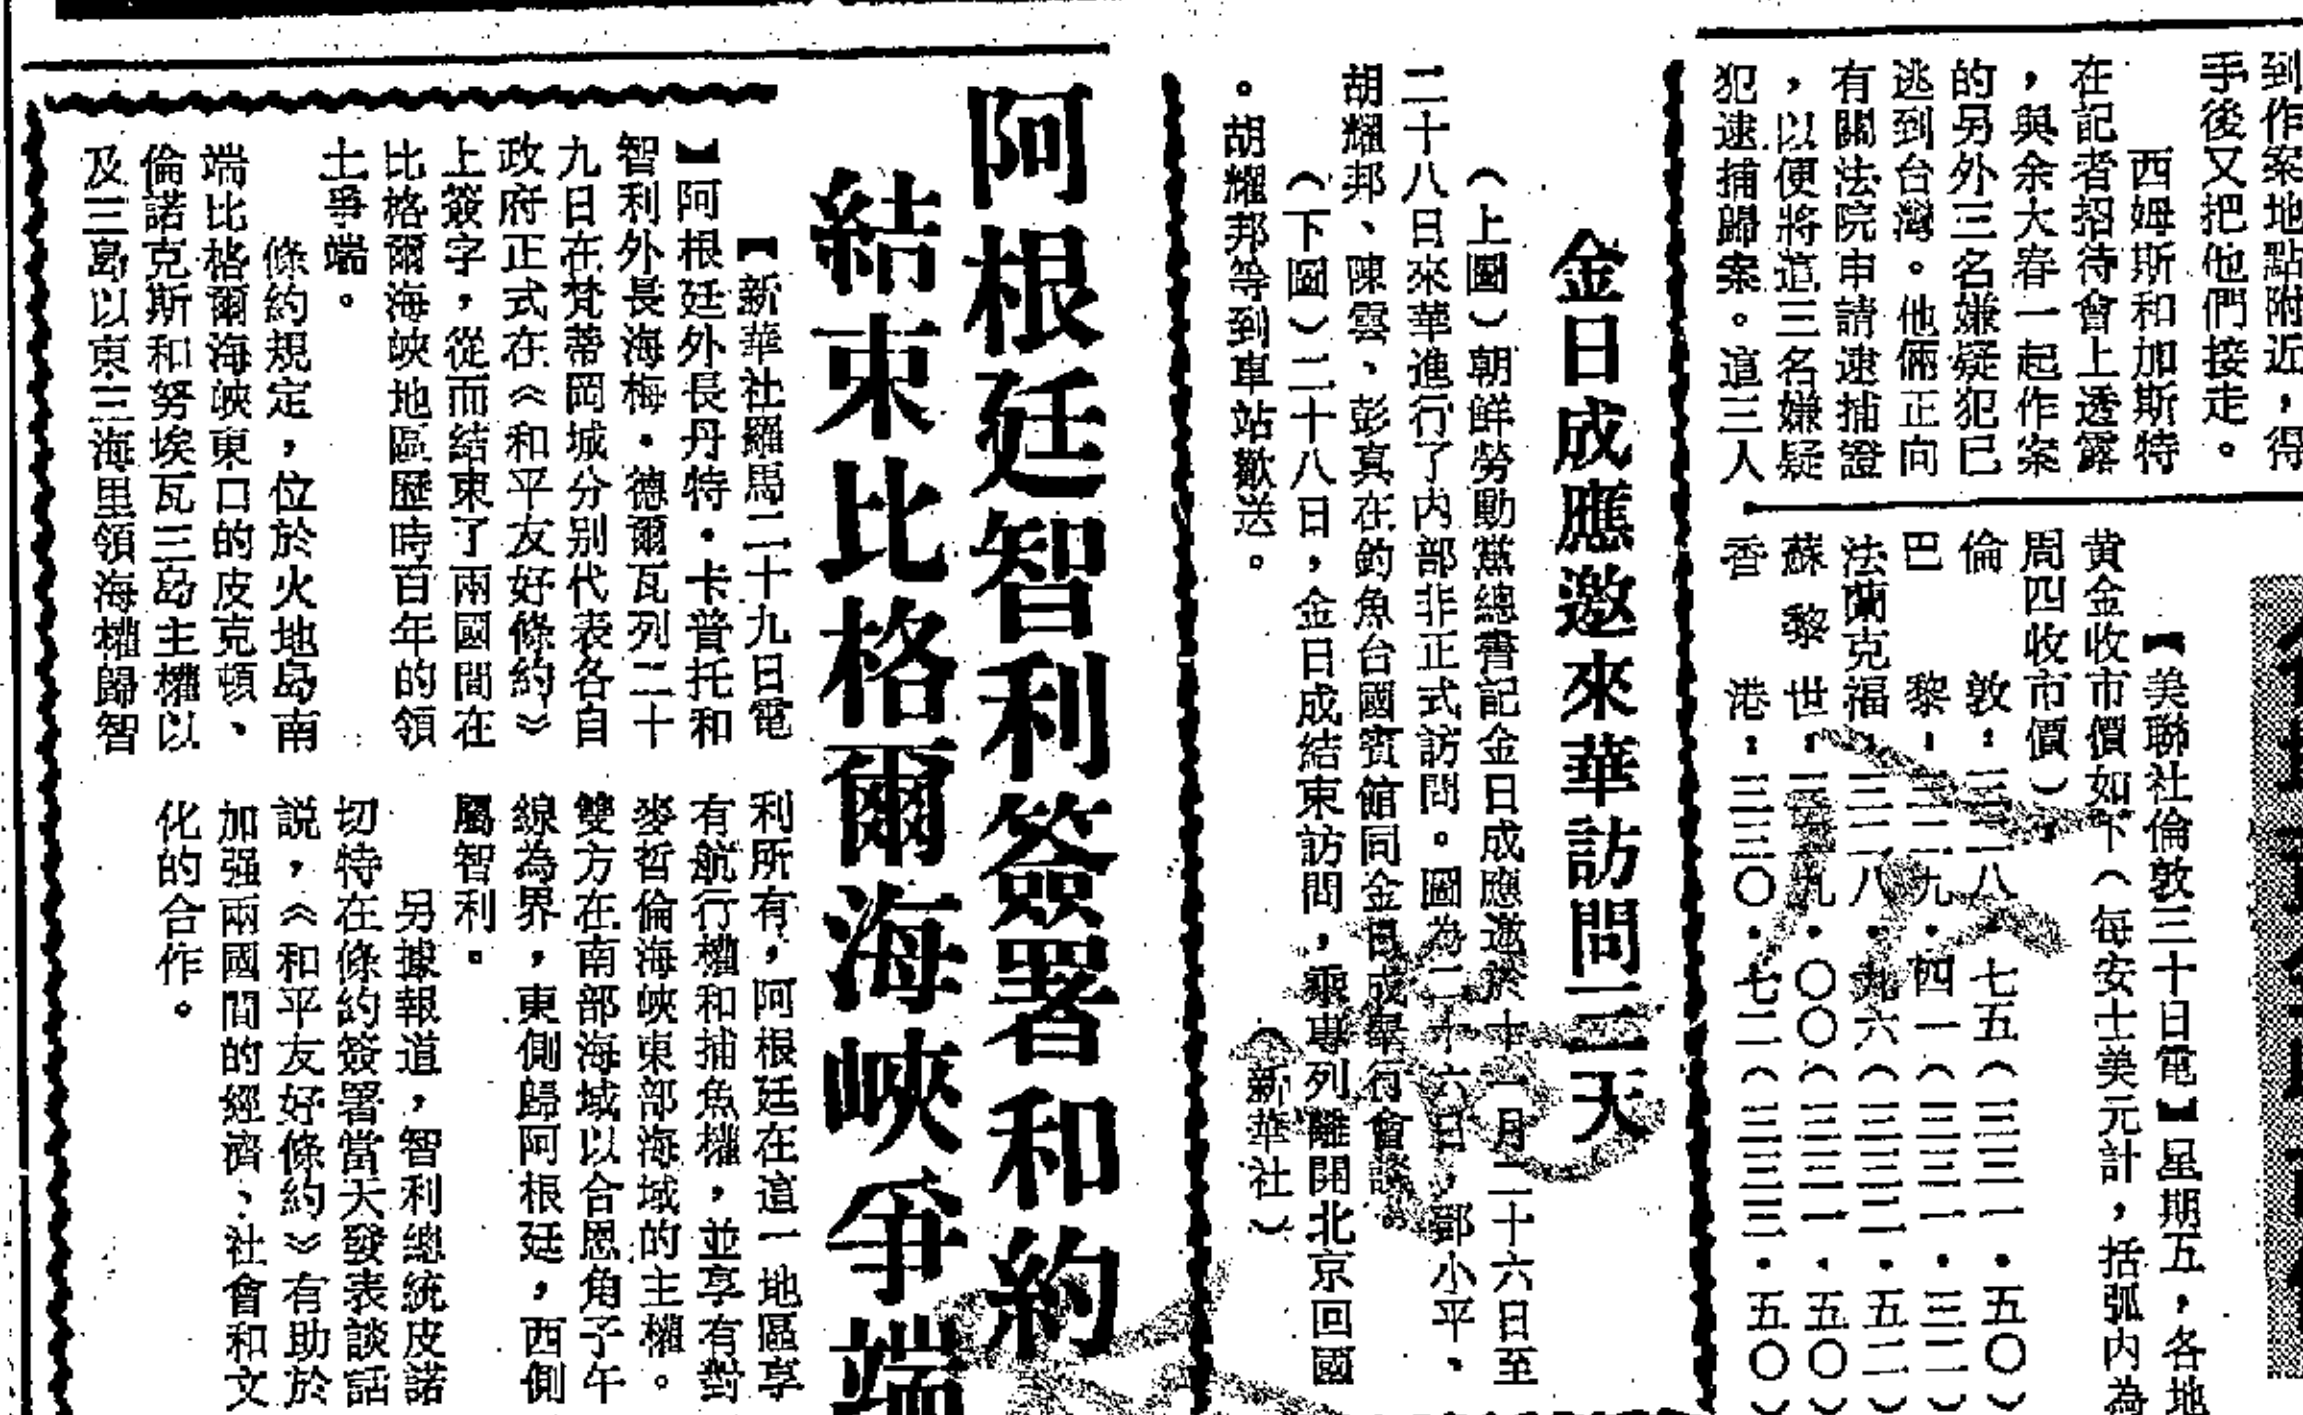 到作案地點附近，得
手後又把他們接走。
西姆斯和加斯特
在記者招待會上透露
，與余大春一起作案
的另外三名嫌疑犯已
逃到台灣。他倆正向
有關法院申請逮捕證
，以便將這三名嫌疑
犯逮捕歸案。這三人
【美聯社倫敦三十日電】星期五，各地
黃金收市價如下（每安士美元計，括弧內為
周四收市價）：
倫敦：三二八·七五（三三一·五〇）
巴黎：三二九·四一（三三一·三二）
法蘭克福：三二八·九六（三三二·五二）
蘇黎世：三二九·〇〇（三三一·五〇）
香港：三三〇·七二（三三三·五〇）
金日成應邀來華訪問三天
（上圖）朝鮮勞動黨總書記金日成應邀於十一月二十六日至
二十八日來華進行了内部非正式訪問。圖為二十六日，鄧小平、
胡耀邦、陳雲、彭真在釣魚台國賓館同金日成舉行會談。
（下圖）二十八日，金日成結束訪問，乘專列離開北京回國
。胡耀邦等到車站歡送。
（新華社）
阿根廷智利簽署和約
結束比格爾海峽爭端
【新華社羅馬二十九日電
】阿根廷外長丹特·卡普托和
智利外長海梅·德爾瓦列二十
九日在梵蒂岡城分別代表各自
政府正式在《和平友好條約》
上簽字，從而結束了兩國間在
比格爾海峽地區歷時百年的領
土爭端。
條約規定，位於火地島南
端比格爾海峽東口的皮克頓、
倫諾克斯和努埃瓦三島主權以
及三島以東三海里領海權歸智
利所有，阿根廷在這一地區享
有航行權和捕魚權，並享有對
麥哲倫海峽東部海域的主權。
雙方在南部海域以合恩角子午
線為界，東側歸阿根廷，西側
屬智利。
另據報道，智利總統皮諾
切特在條約簽署當天發表談話
説，《和平友好條約》有助於
加强兩國間的經濟、社會和文
化的合作。